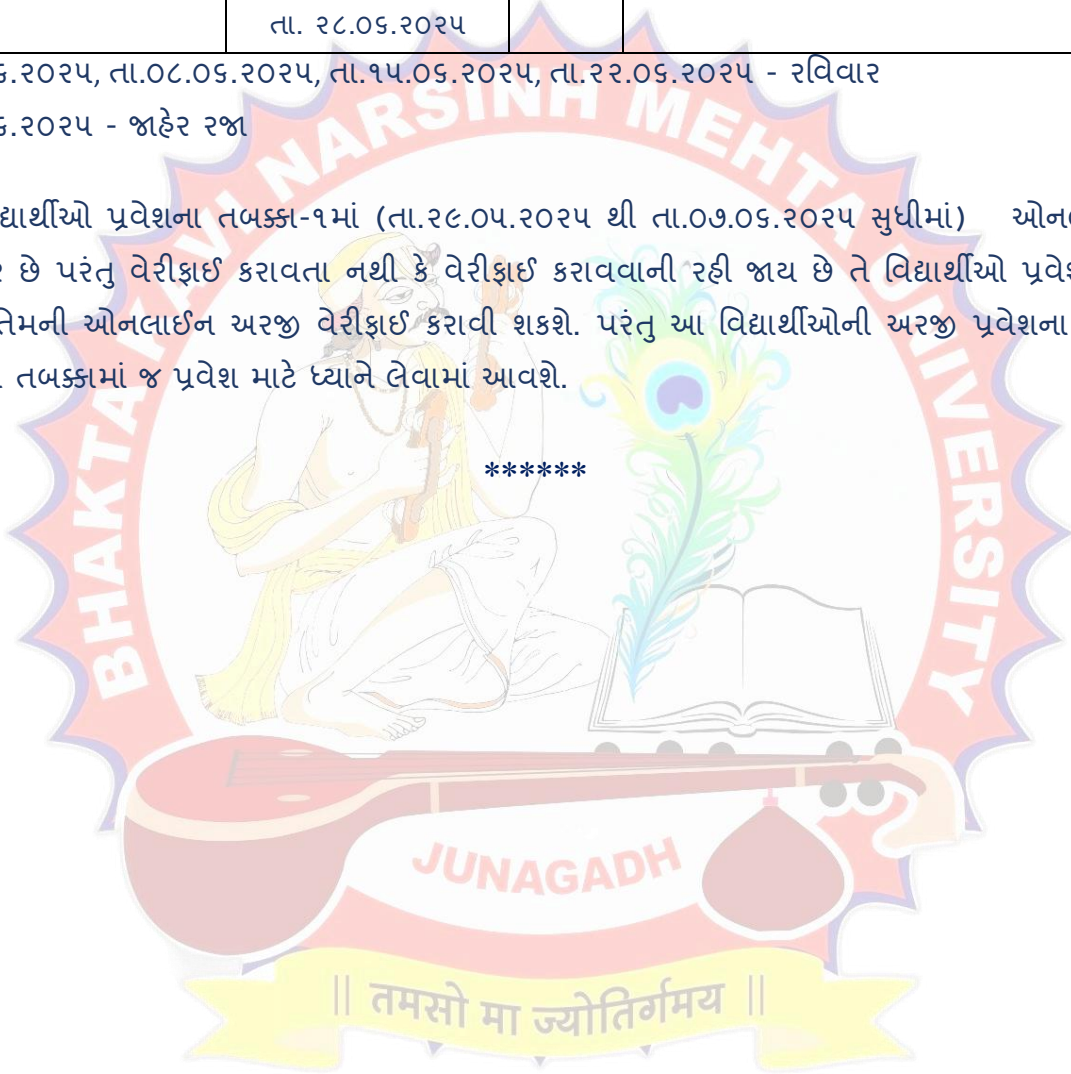 તા. ૨૮.૦૬.૨૦૨૫
૬.૨૦૨૫, તા.૦૮.૦૬.૨૦૨૫, તા.૧૫.૦૬.૨૦૨૫, તા.૨૨.૦૬.૨૦૨૫ - રવિવાર
૬.૨૦૨૫ - જાહેર રજા
દ્યાર્થીઓ પ્રવેશના તબક્કા-૧માં (તા.૨૯.૦૫.૨૦૨૫ થી તા.૦૭.૦૬.૨૦૨૫ સુધીમાં) ઓનલ
છે પરંતુ વેરીફાઈ કરાવતા નથી કે વેરીફાઈ કરાવવાની રહી જાય છે તે વિદ્યાર્થીઓ પ્રવેશ
તેમની ઓનલાઈન અરજી વેરીફાઈ કરાવી શકશે. પરંતુ આ વિદ્યાર્થીઓની અરજી પ્રવેશના
તબક્કામાં જ પ્રવેશ માટે ધ્યાને લેવામાં આવશે.
******
BHAKTA KAVI NARSINH MEHTA UNIVERSITY
JUNAGADH
|| तमसो मा ज्योतिर्गमय ||